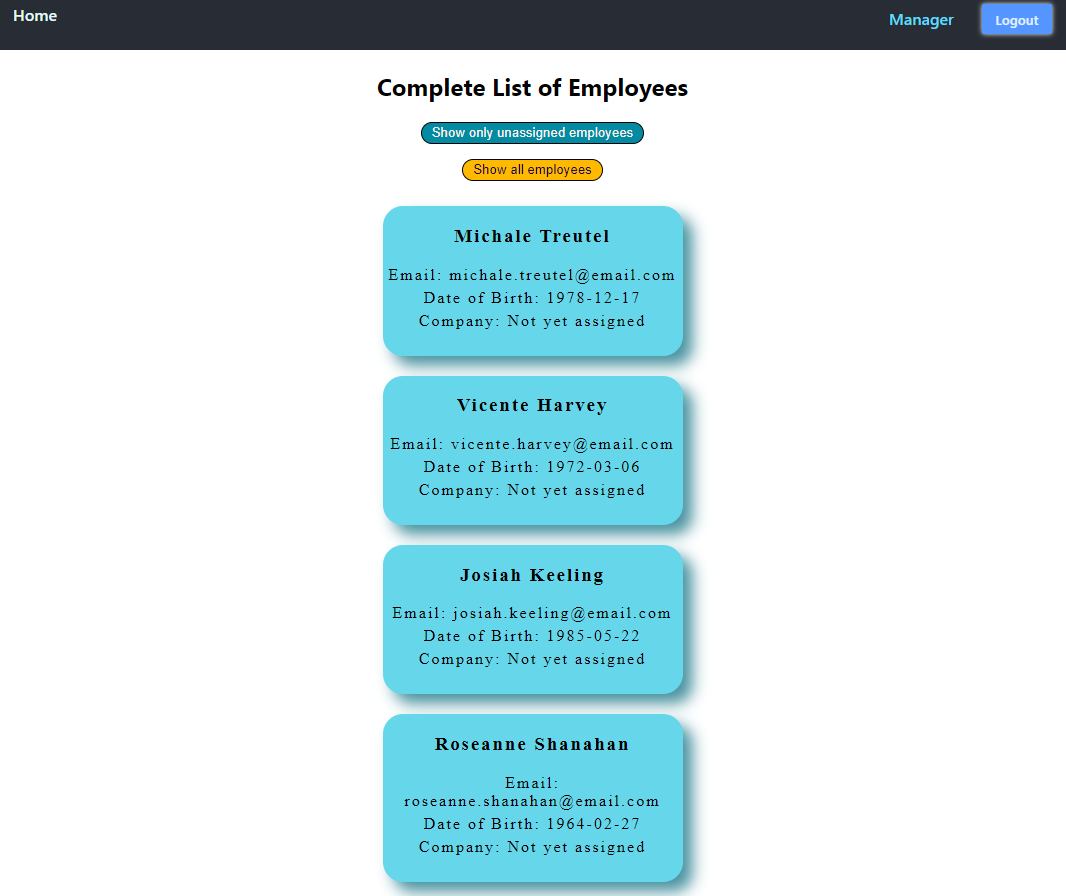 Home
Manager
Logout
Complete List of Employees
Show only unassigned employees
Show all employees
Michale Treutel
Email: michale.treutel@email.com
Date of Birth: 1978-12-17
Company: Not yet assigned
Vicente Harvey
Email: vicente.harvey@email.com
Date of Birth: 1972-03-06
Company: Not yet assigned
Josiah Keeling
Email: josiah.keeling@email.com
Date of Birth: 1985-05-22
Company: Not yet assigned
Roseanne Shanahan
Email:
roseanne.shanahan@email.com
Date of Birth: 1964-02-27
Company: Not yet assigned